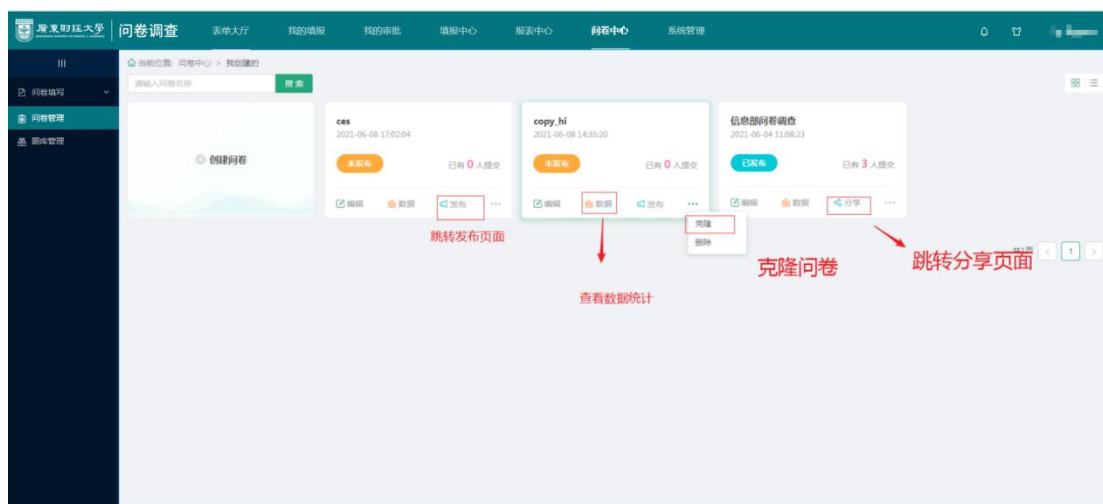 廣東财经大学 问卷调查 表单大厅 我的填报 我的审批 填报中心 报表中心 问卷中心 系统管理
当前位置: 问卷中心 > 我创建的
请输入问卷名称 搜索
问卷填写
问卷管理
题库管理
创建问卷
ces
2021-06-08 17:02:04
未发布 已有 0 人提交
编辑 数据 发布 ···
copy_hi
2021-06-08 14:35:20
未发布 已有 0 人提交
编辑 数据 发布 ···
克隆
删除
信息部问卷调查
2021-06-04 11:08:23
已发布 已有 3 人提交
编辑 数据 分享 ···
跳转发布页面
查看数据统计
克隆问卷
跳转分享页面
共1页 < 1 >